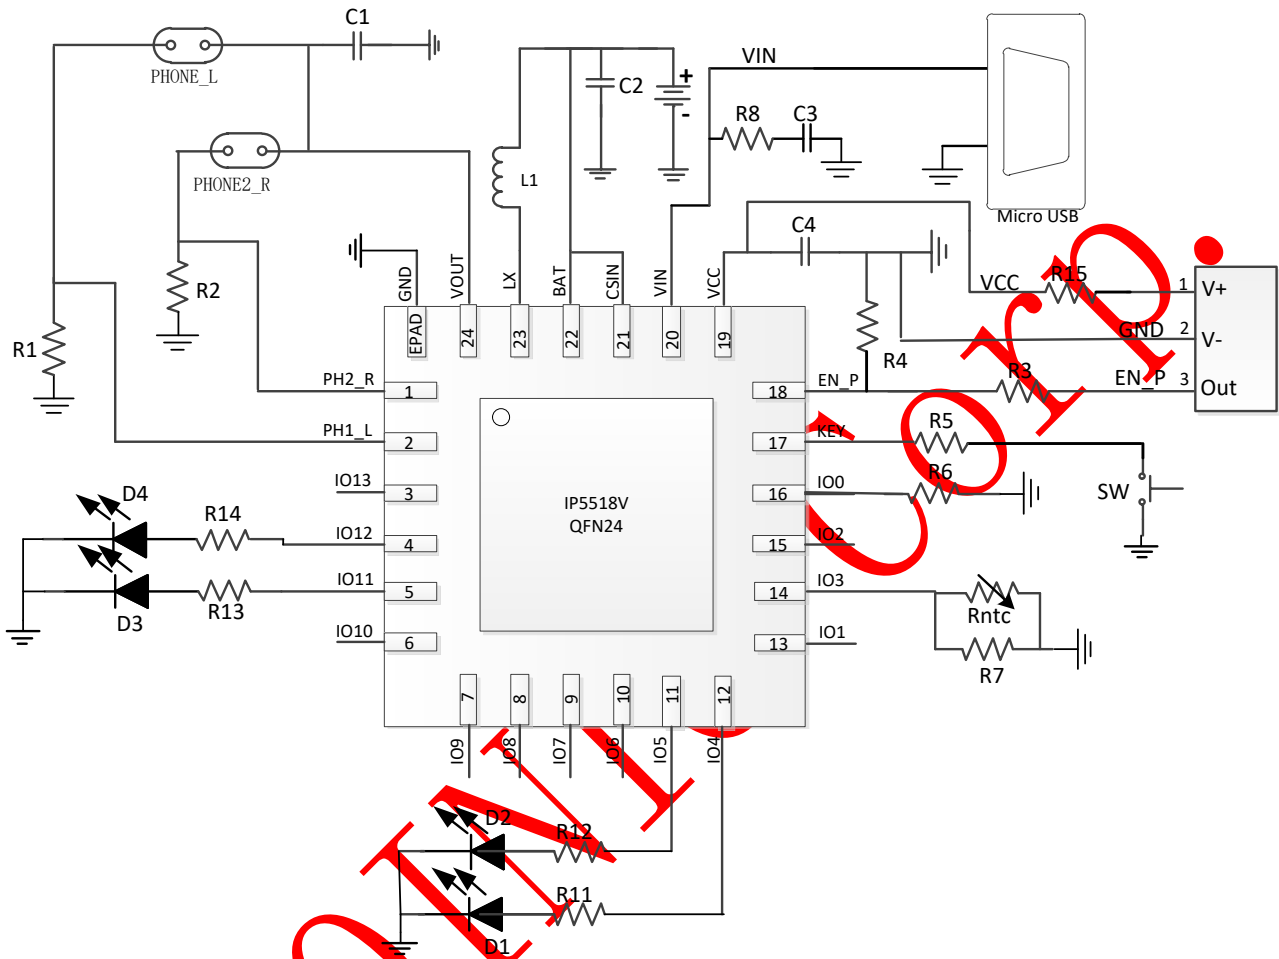 C1
PHONE_L
PHONE2_R
R1
R2
L1
C2
+
-
VIN
R8
C3
Micro USB
C4
VCC
R15
GND
R4
R3
EN_P
1
V+
2
V-
3
Out
GND
VOUT
LX
BAT
CSIN
VIN
VCC
EPAD
24
23
22
21
20
19
PH2_R
1
PH1_L
2
IO13
3
IO12
4
IO11
5
IO10
6
18
EN_P
17
KEY
16
IO0
15
IO2
14
IO3
13
IO1
IP5518V
QFN24
R5
R6
SW
Rntc
R7
D4
R14
D3
R13
7
8
9
10
11
12
IO9
IO8
IO7
IO6
IO5
IO4
D2
R12
R11
D1